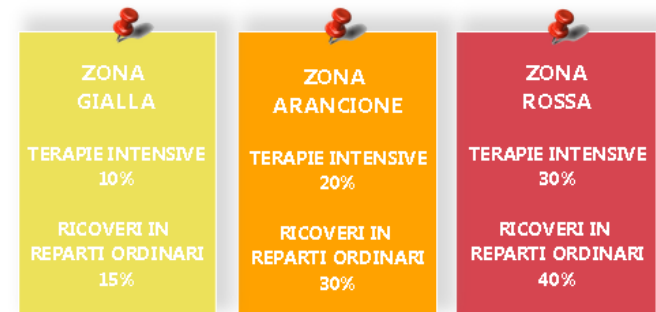 ZONA
GIALLA
TERAPIE INTENSIVE
10%
RICOVERI IN
REPARTI ORDINARI
15%
ZONA
ARANCIONE
TERAPIE INTENSIVE
20%
RICOVERI IN
REPARTI ORDINARI
30%
ZONA
ROSSA
TERAPIE INTENSIVE
30%
RICOVERI IN
REPARTI ORDINARI
40%